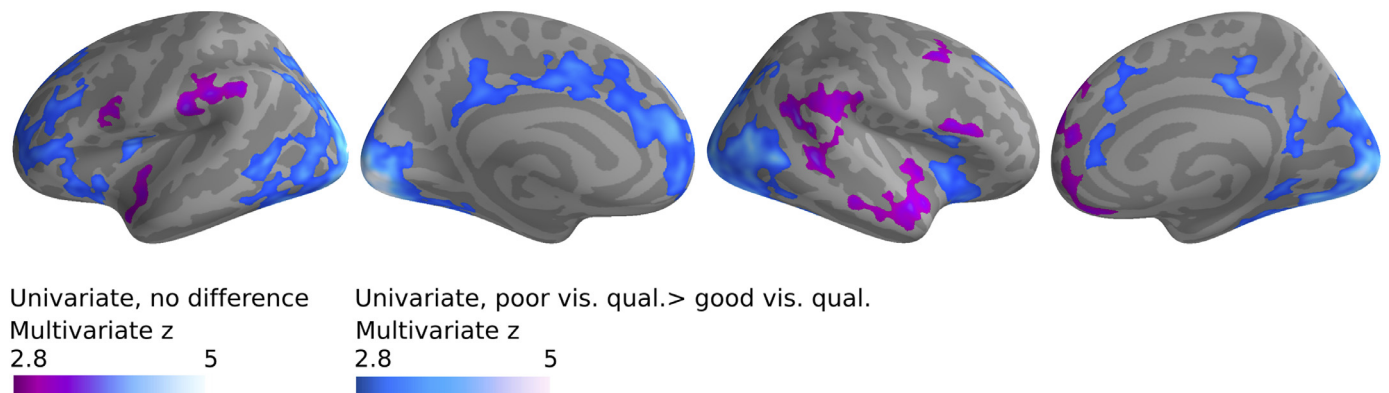 Univariate, no difference
Multivariate z
2.8 5
Univariate, poor vis. qual.> good vis. qual.
Multivariate z
2.8 5